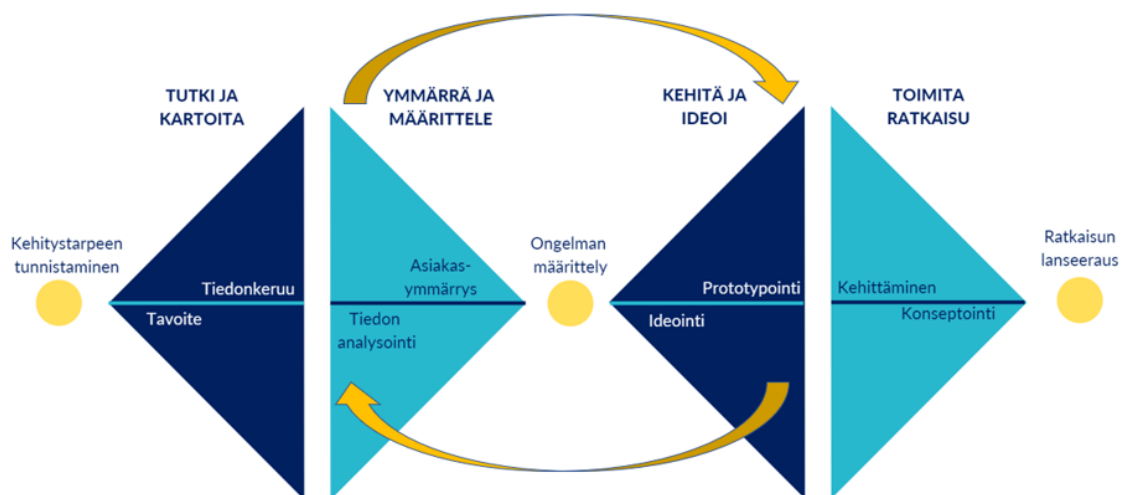 TUTKI JA
KARTOITA
YMMÄRRÄ JA
MÄÄRITTELE
KEHITÄ JA
IDEOI
TOIMITA
RATKAISU
Kehitystarpeen
tunnistaminen
Tiedonkeruu
Tavoite
Asiakas-
ymmärrys
Tiedon
analysointi
Ongelman
määrittely
Prototypointi
Ideointi
Kehittäminen
Konseptointi
Ratkaisun
lanseeraus